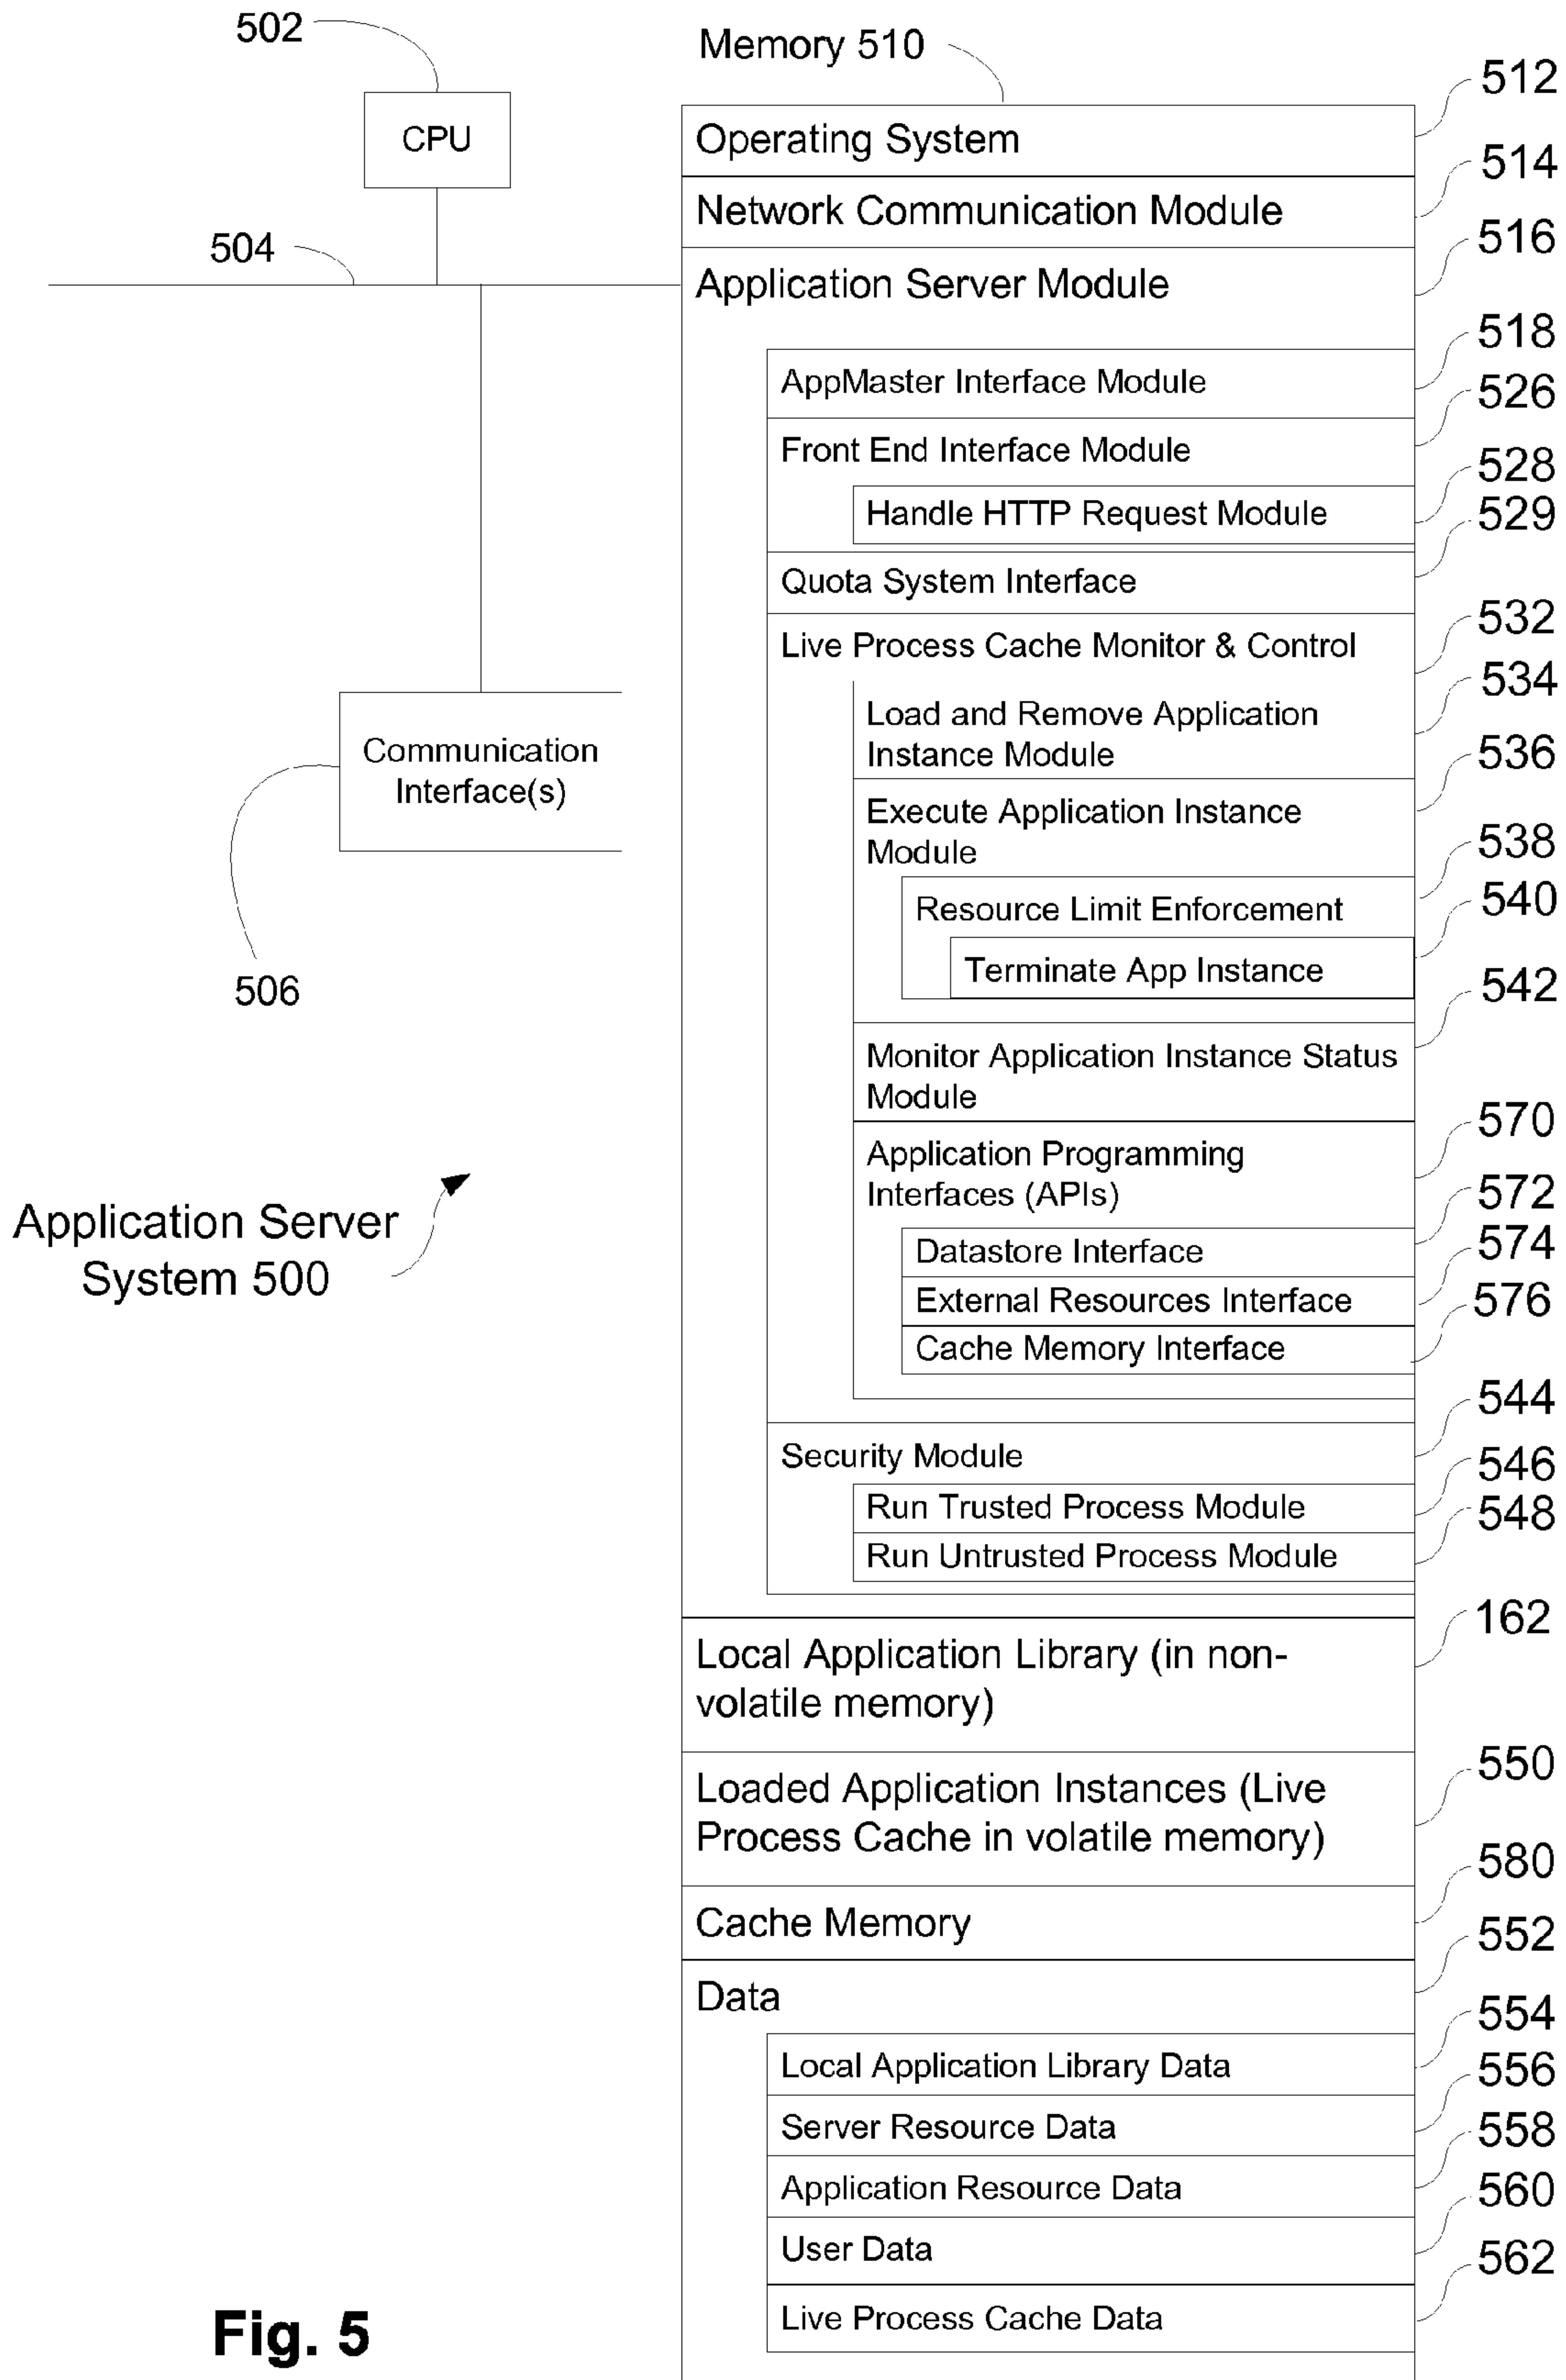 502
Memory 510
512
CPU
Operating System
514
Network Communication Module
504
516
Application Server Module
518
AppMaster Interface Module
526
Front End Interface Module
528
Handle HTTP Request Module
529
Quota System Interface
532
Live Process Cache Monitor & Control
534
Load and Remove Application
Instance Module
536
Communication
Interface(s)
Execute Application Instance
Module
538
Resource Limit Enforcement
540
Terminate App Instance
506
542
Monitor Application Instance Status
Module
570
Application Programming
Interfaces (APIs)
572
Application Server
System 500
Datastore Interface
574
External Resources Interface
576
Cache Memory Interface
544
Security Module
546
Run Trusted Process Module
548
Run Untrusted Process Module
162
Local Application Library (in non-
volatile memory)
550
Loaded Application Instances (Live
Process Cache in volatile memory)
580
Cache Memory
552
Data
554
Local Application Library Data
556
Server Resource Data
558
Application Resource Data
560
User Data
562
Live Process Cache Data
Fig. 5